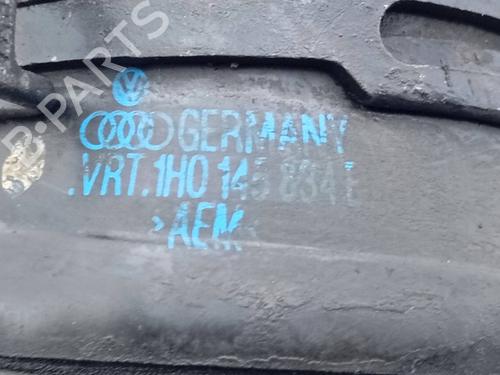 B-PARTS
GERMANY
.VRT.1H0 145 834 E
>AEM<